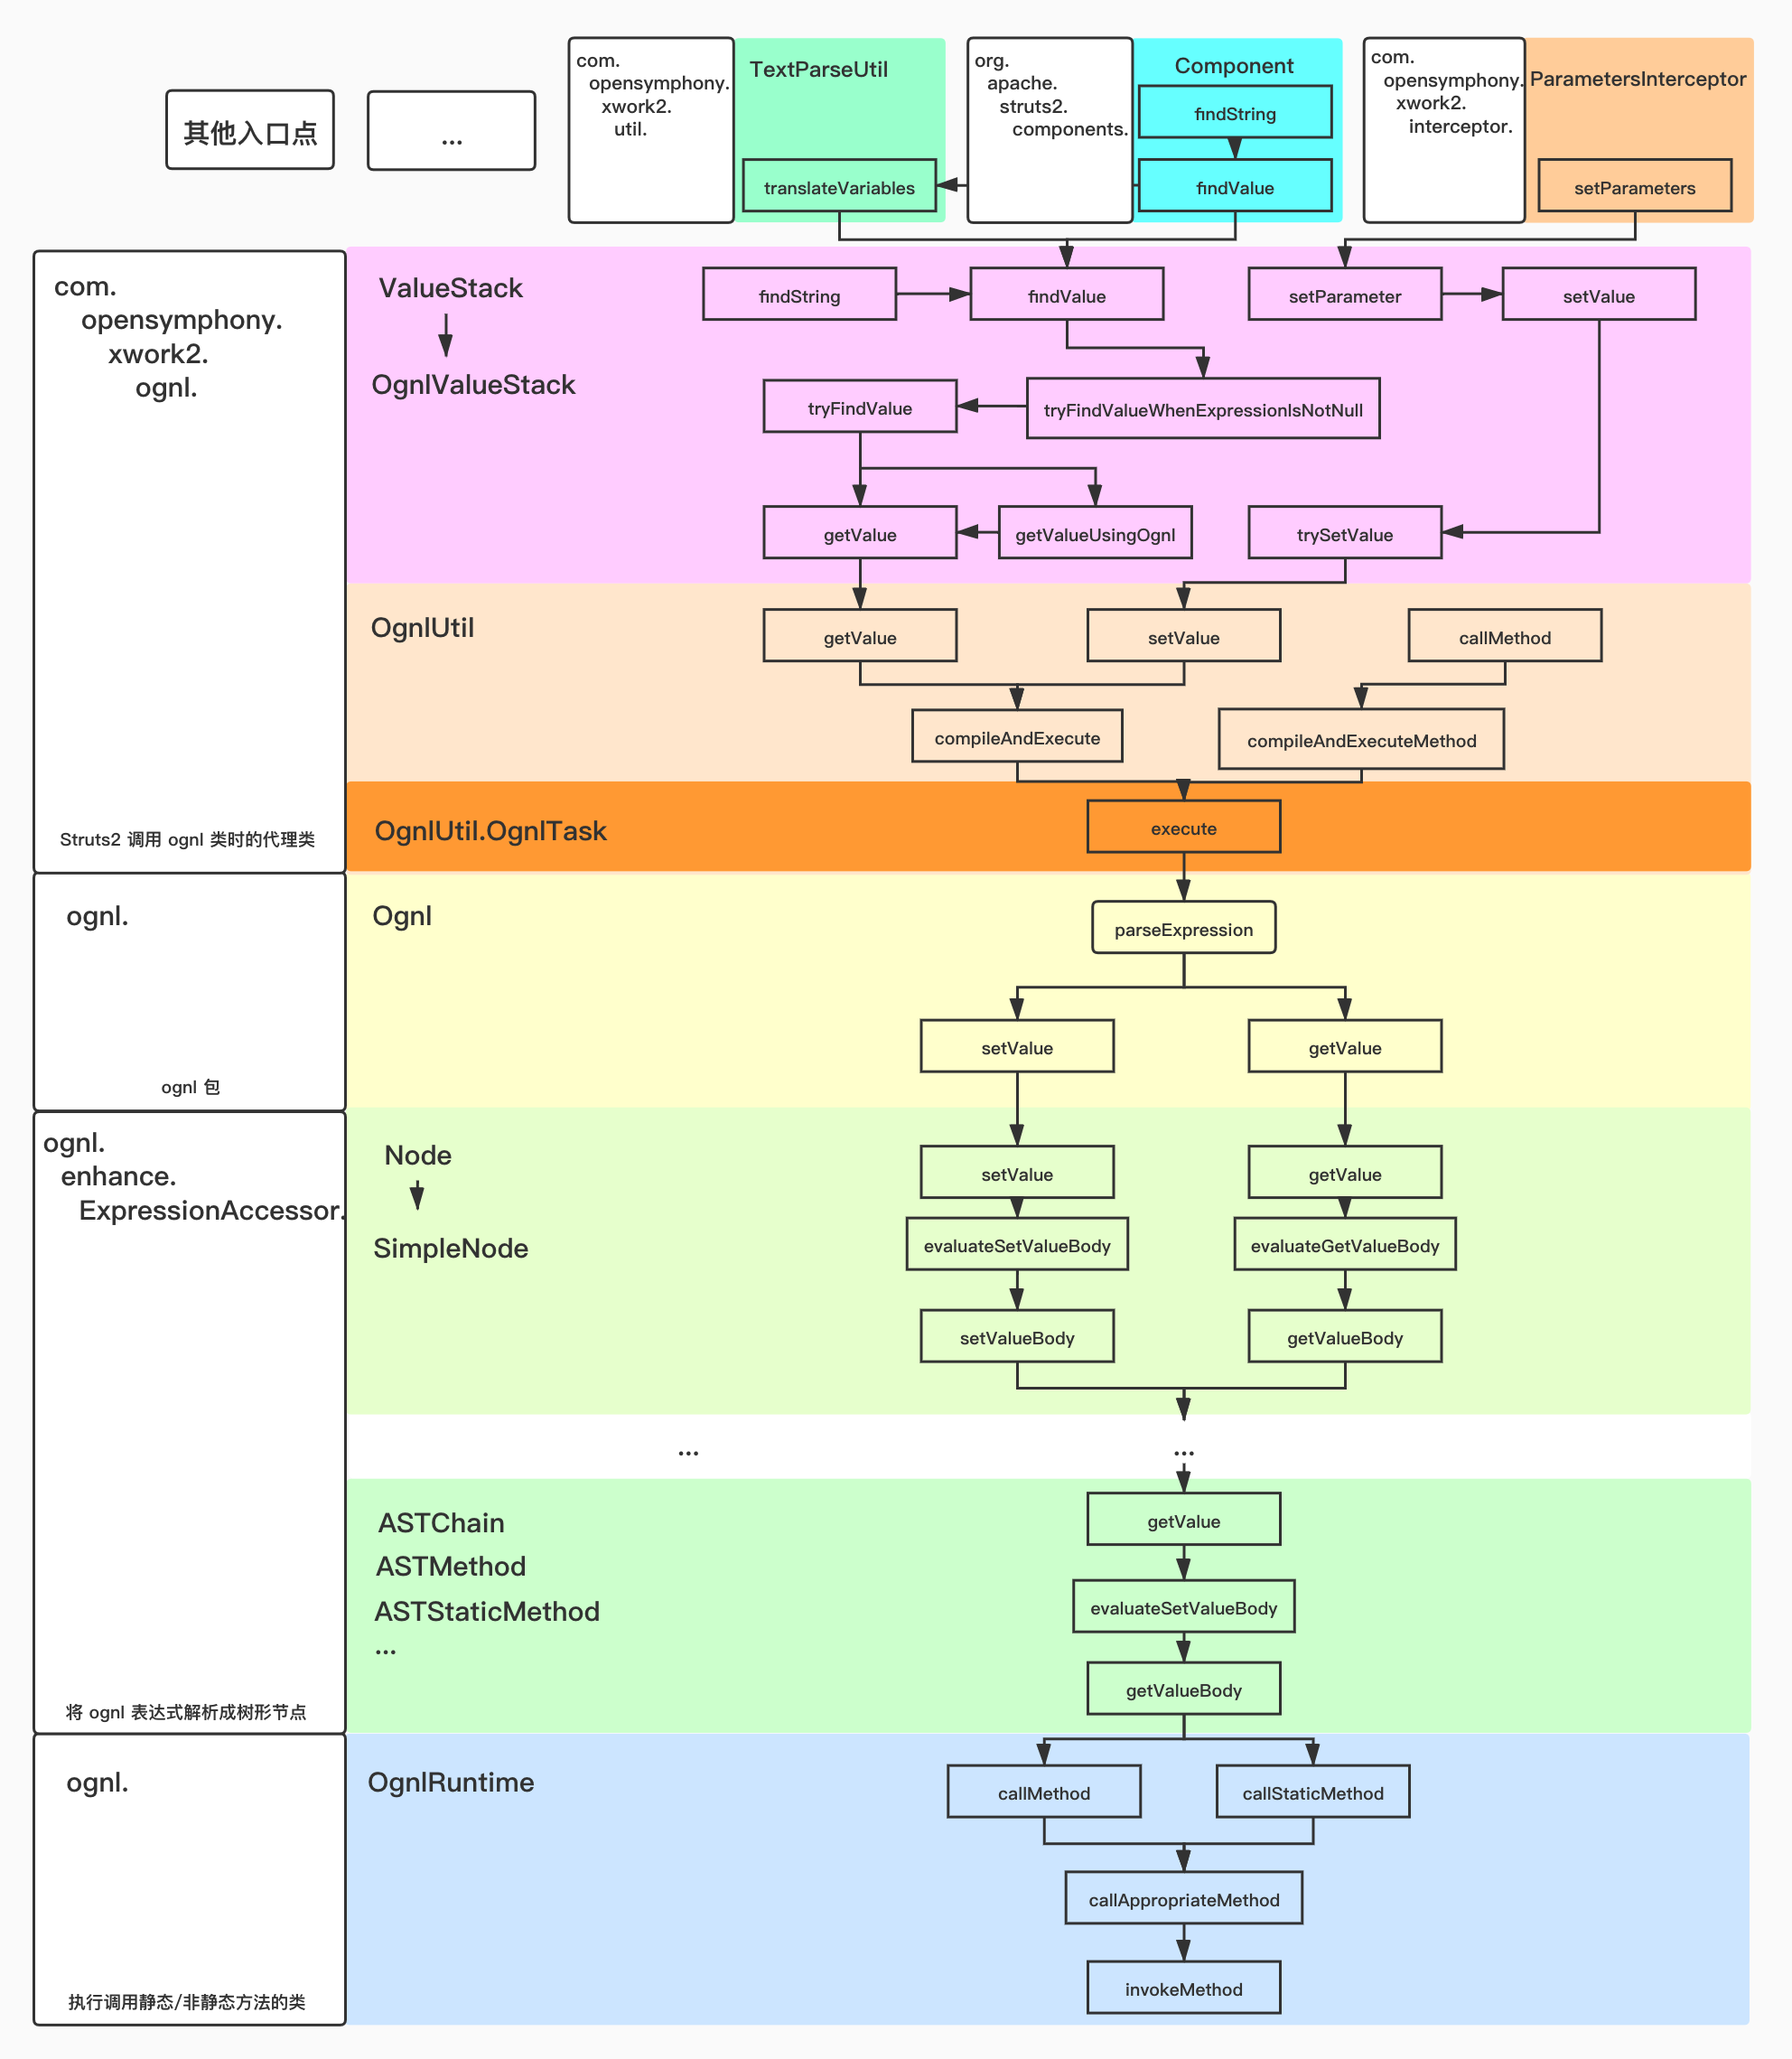 com.
opensymphony.
xwork2.
util.
TextParseUtil
translateVariables
org.
apache.
struts2.
components.
Component
findString
findValue
com.
opensymphony.
xwork2.
interceptor.
ParametersInterceptor
setParameters
其他入口点
...
com.
opensymphony.
xwork2.
ognl.
Struts2 调用 ognl 类时的代理类
ValueStack
OgnlValueStack
findString
findValue
setParameter
setValue
tryFindValue
tryFindValueWhenExpressionIsNotNull
getValue
getValueUsingOgnl
trySetValue
OgnlUtil
getValue
setValue
callMethod
compileAndExecute
compileAndExecuteMethod
OgnlUtil.OgnlTask
execute
ognl.
ognl 包
Ognl
parseExpression
setValue
getValue
ognl.
enhance.
ExpressionAccessor.
将 ognl 表达式解析成树形节点
Node
SimpleNode
setValue
getValue
evaluateSetValueBody
evaluateGetValueBody
setValueBody
getValueBody
...
...
ASTChain
ASTMethod
ASTStaticMethod
...
getValue
evaluateSetValueBody
getValueBody
ognl.
执行调用静态/非静态方法的类
OgnlRuntime
callMethod
callStaticMethod
callAppropriateMethod
invokeMethod